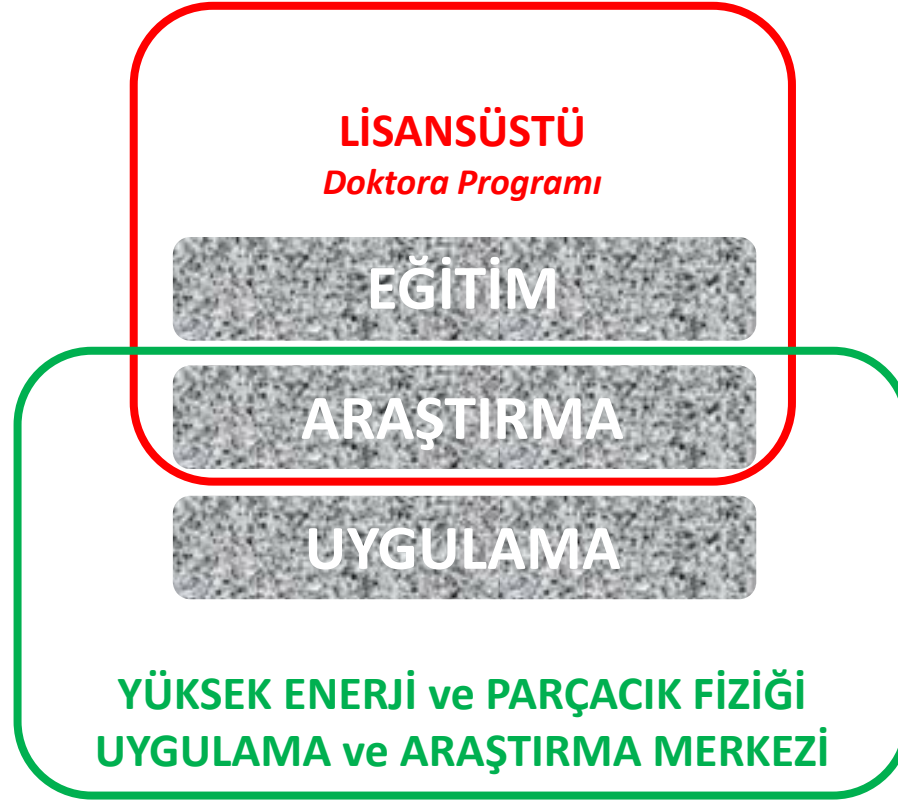 LİSANSÜSTÜ
Doktora Programı
EĞİTİM
ARAŞTIRMA
UYGULAMA
YÜKSEK ENERJİ ve PARÇACIK FİZİĞİ
UYGULAMA ve ARAŞTIRMA MERKEZİ